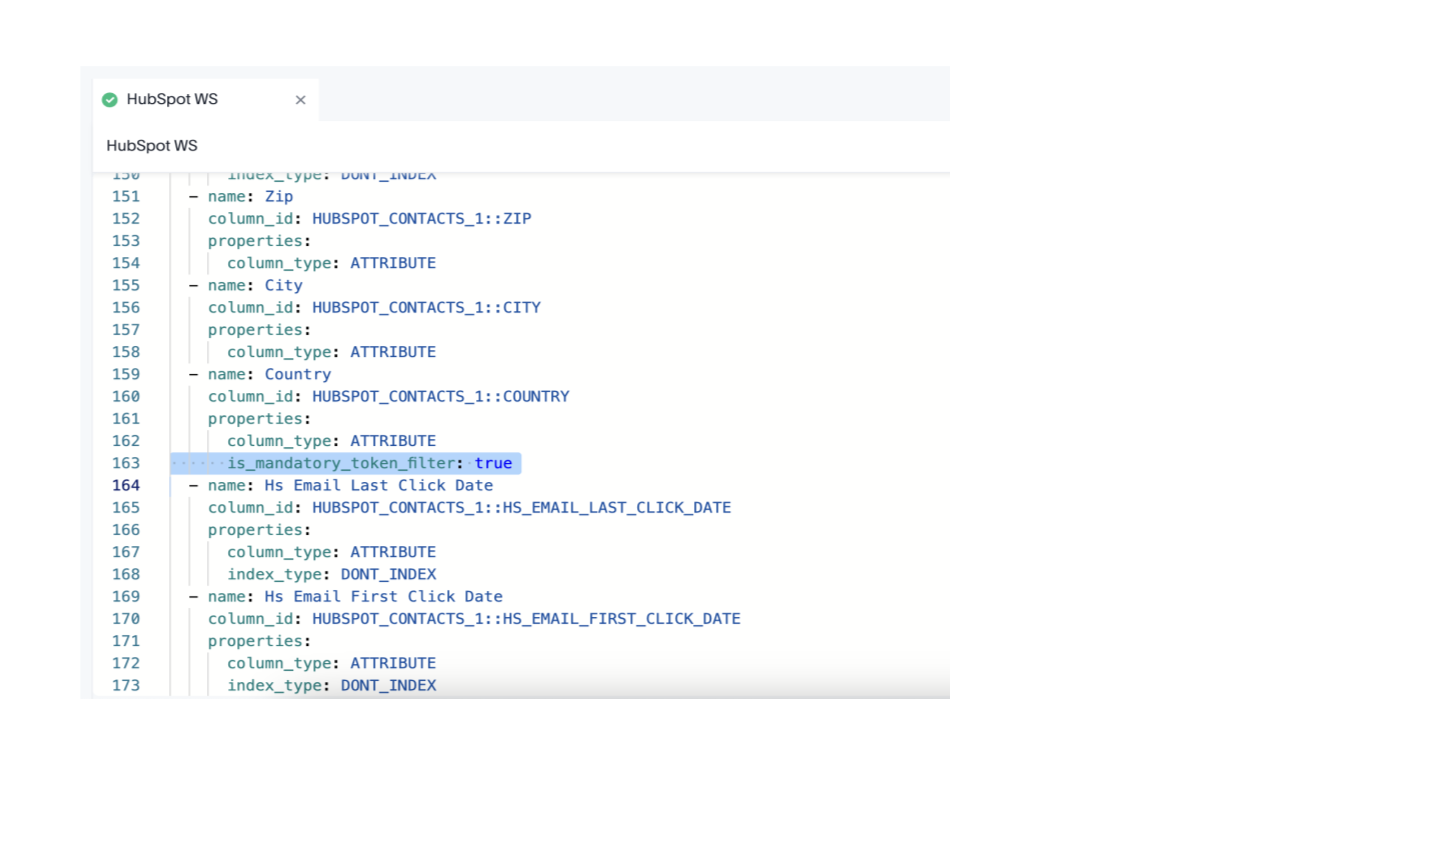 HubSpot WS
HubSpot WS
150 index_type: DONT_INDEX
151 - name: Zip
152 column_id: HUBSPOT_CONTACTS_1::ZIP
153 properties:
154 column_type: ATTRIBUTE
155 - name: City
156 column_id: HUBSPOT_CONTACTS_1::CITY
157 properties:
158 column_type: ATTRIBUTE
159 - name: Country
160 column_id: HUBSPOT_CONTACTS_1::COUNTRY
161 properties:
162 column_type: ATTRIBUTE
163 is_mandatory_token_filter: true
164 - name: Hs Email Last Click Date
165 column_id: HUBSPOT_CONTACTS_1::HS_EMAIL_LAST_CLICK_DATE
166 properties:
167 column_type: ATTRIBUTE
168 index_type: DONT_INDEX
169 - name: Hs Email First Click Date
170 column_id: HUBSPOT_CONTACTS_1::HS_EMAIL_FIRST_CLICK_DATE
171 properties:
172 column_type: ATTRIBUTE
173 index_type: DONT_INDEX